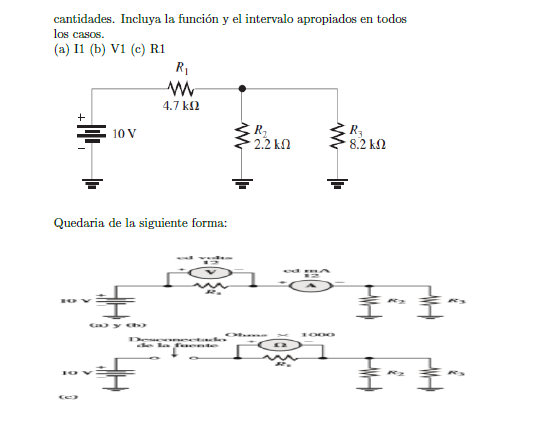 cantidades. Incluya la función y el intervalo apropiados en todos
los casos.
(a) I1 (b) V1 (c) R1
R1
4.7 kΩ
+
10 V
−
R2
2.2 kΩ
R3
8.2 kΩ
Quedaria de la siguiente forma:
cd volts
12
+ V −
R1
cd mA
12
+ A −
10 V
+
R2
R3
(a) y (b)
Desconectado
de la fuente
Ohms × 1000
+ Ω −
R1
10 V
+
R2
R3
(c)